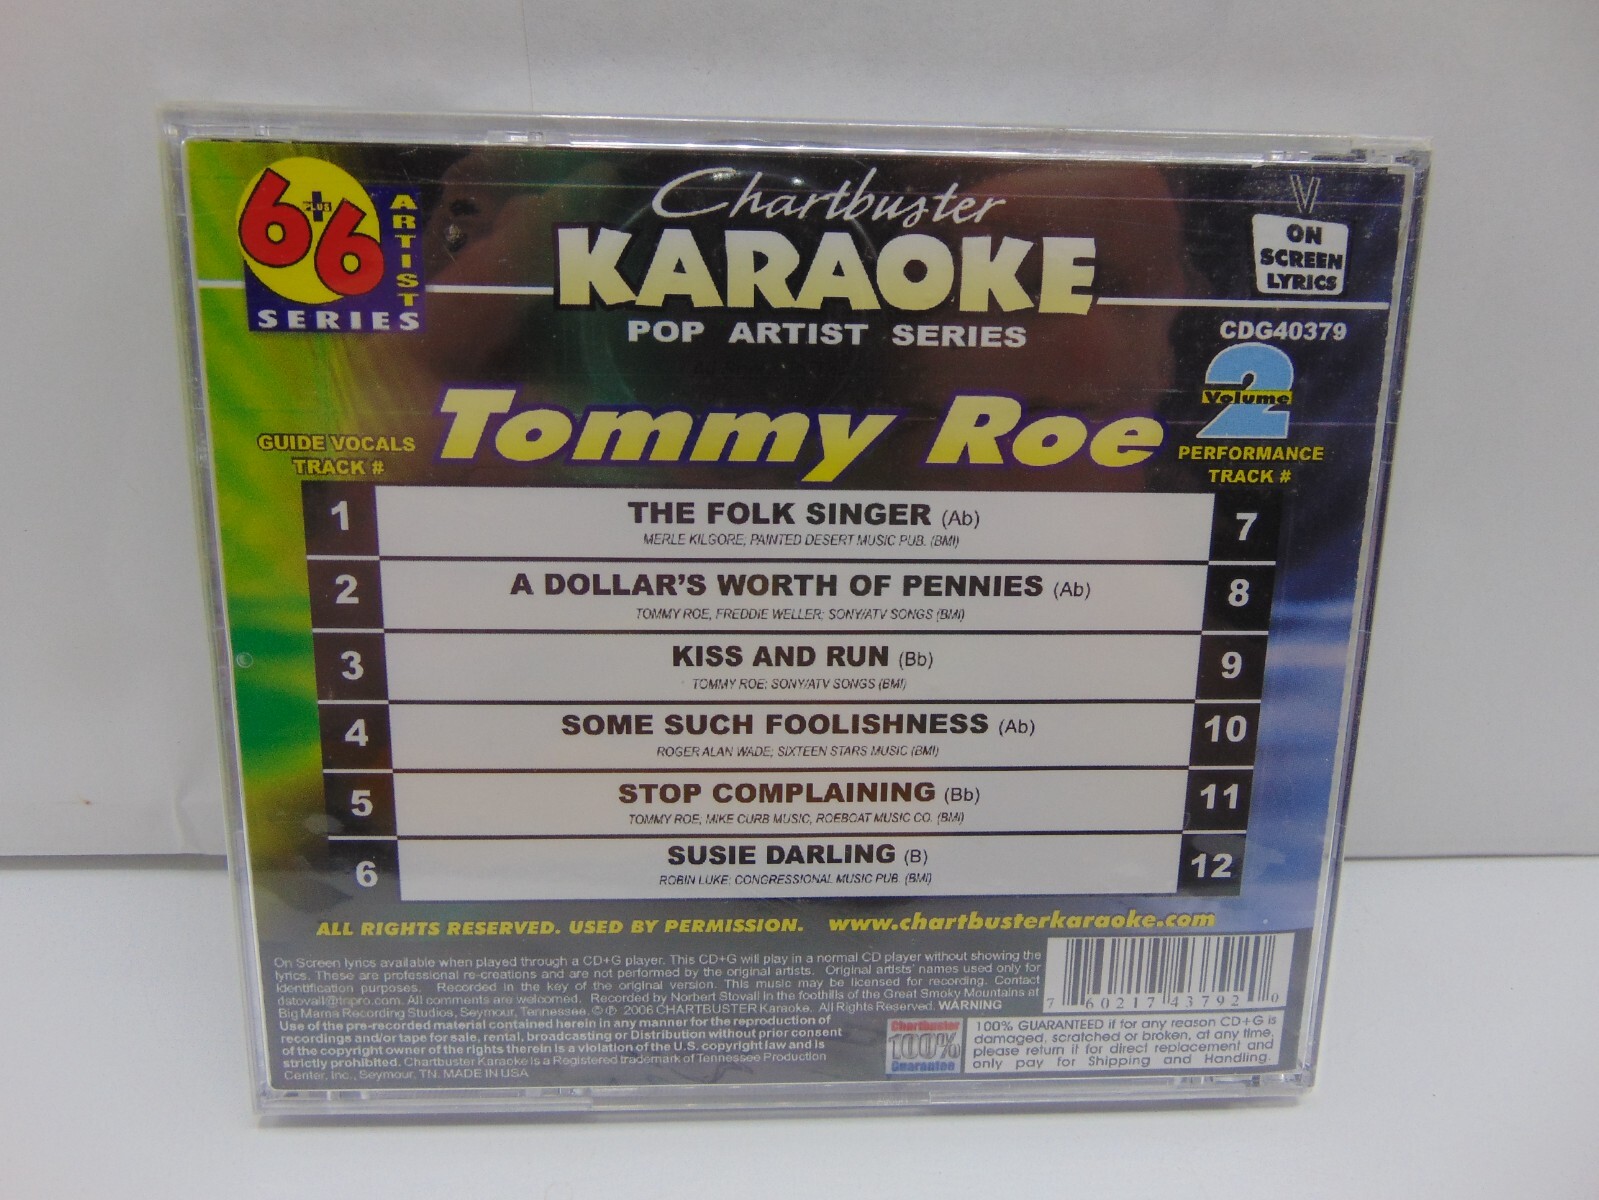 6 PLUS 6
ARTIST
SERIES
Chartbuster
KARAOKE
POP ARTIST SERIES
ON
SCREEN
LYRICS
CDG40379
Volume 2
Tommy Roe
GUIDE VOCALS
TRACK #
PERFORMANCE
TRACK #
1 THE FOLK SINGER (Ab) 7
MERLE KILGORE; PAINTED DESERT MUSIC PUB. (BMI)
2 A DOLLAR'S WORTH OF PENNIES (Ab) 8
TOMMY ROE, FREDDIE WELLER; SONY/ATV SONGS (BMI)
3 KISS AND RUN (Bb) 9
TOMMY ROE; SONY/ATV SONGS (BMI)
4 SOME SUCH FOOLISHNESS (Ab) 10
ROGER ALAN WADE; SIXTEEN STARS MUSIC (BMI)
5 STOP COMPLAINING (Bb) 11
TOMMY ROE; MIKE CURB MUSIC, ROEBOAT MUSIC CO. (BMI)
6 SUSIE DARLING (B) 12
ROBIN LUKE; CONGRESSIONAL MUSIC PUB. (BMI)
ALL RIGHTS RESERVED. USED BY PERMISSION. www.chartbusterkaraoke.com
On Screen lyrics available when played through a CD+G player. This CD+G will play in a normal CD player without showing the
lyrics. These are professional re-creations and are not performed by the original artists. Original artists' names used only for
identification purposes. Recorded in the key of the original version. This music may be licensed for recording. Contact
dstovall@tnpro.com. All comments are welcomed. Recorded by Norbert Stovall in the foothills of the Great Smoky Mountains at
Big Mama Recording Studios, Seymour, Tennessee. © ℗ 2006 CHARTBUSTER Karaoke. All Rights Reserved. WARNING
Use of the pre-recorded material contained herein in any manner for the reproduction of
recordings and/or tape for sale, rental, broadcasting or Distribution without prior consent
of the copyright owner of the rights therein is a violation of the U.S. copyright law and is
strictly prohibited. Chartbuster Karaoke is a Registered trademark of Tennessee Production
Center, Inc., Seymour, TN. MADE IN USA
7 60217 43792 0
Chartbuster
100%
Guarantee
100% GUARANTEED if for any reason CD+G is
damaged, scratched or broken, at any time,
please return it for direct replacement and
only pay for Shipping and Handling.